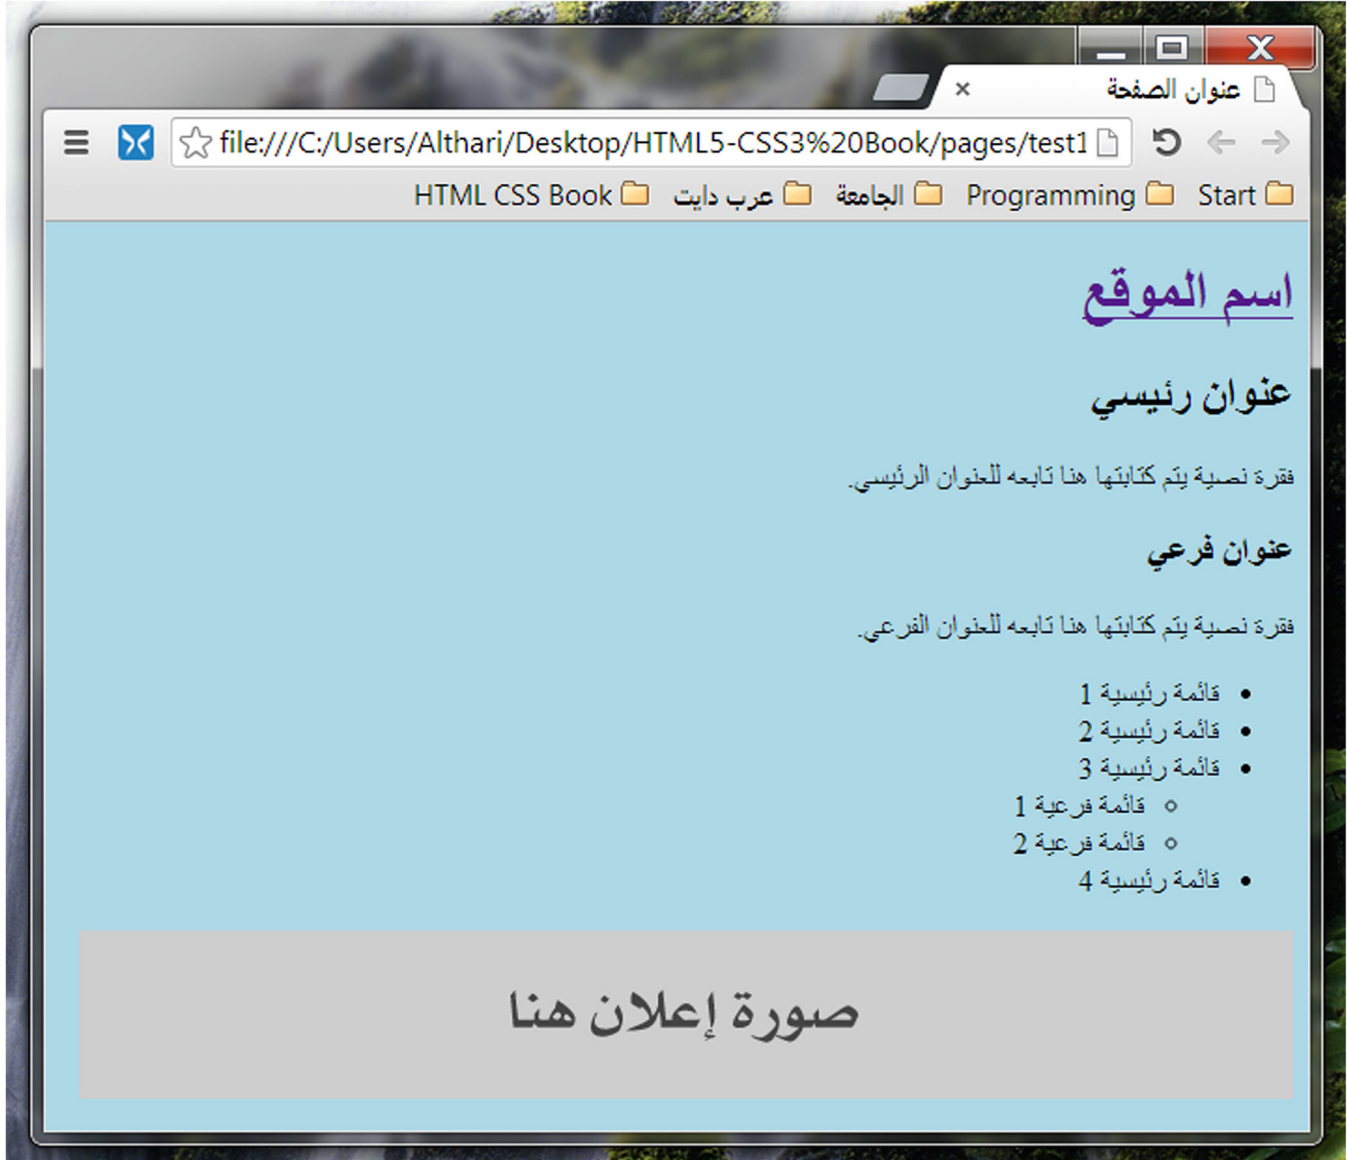 عنوان الصفحة
file:///C:/Users/Althari/Desktop/HTML5-CSS3%20Book/pages/test1
Start Programming الجامعة عرب دايت HTML CSS Book
اسم الموقع
عنوان رئيسي
فقرة نصية يتم كتابتها هنا تابعه للعنوان الرئيسي.
عنوان فرعي
فقرة نصية يتم كتابتها هنا تابعه للعنوان الفرعي.
قائمة رئيسية 1
قائمة رئيسية 2
قائمة رئيسية 3
قائمة فرعية 1
قائمة فرعية 2
قائمة رئيسية 4
صورة إعلان هنا